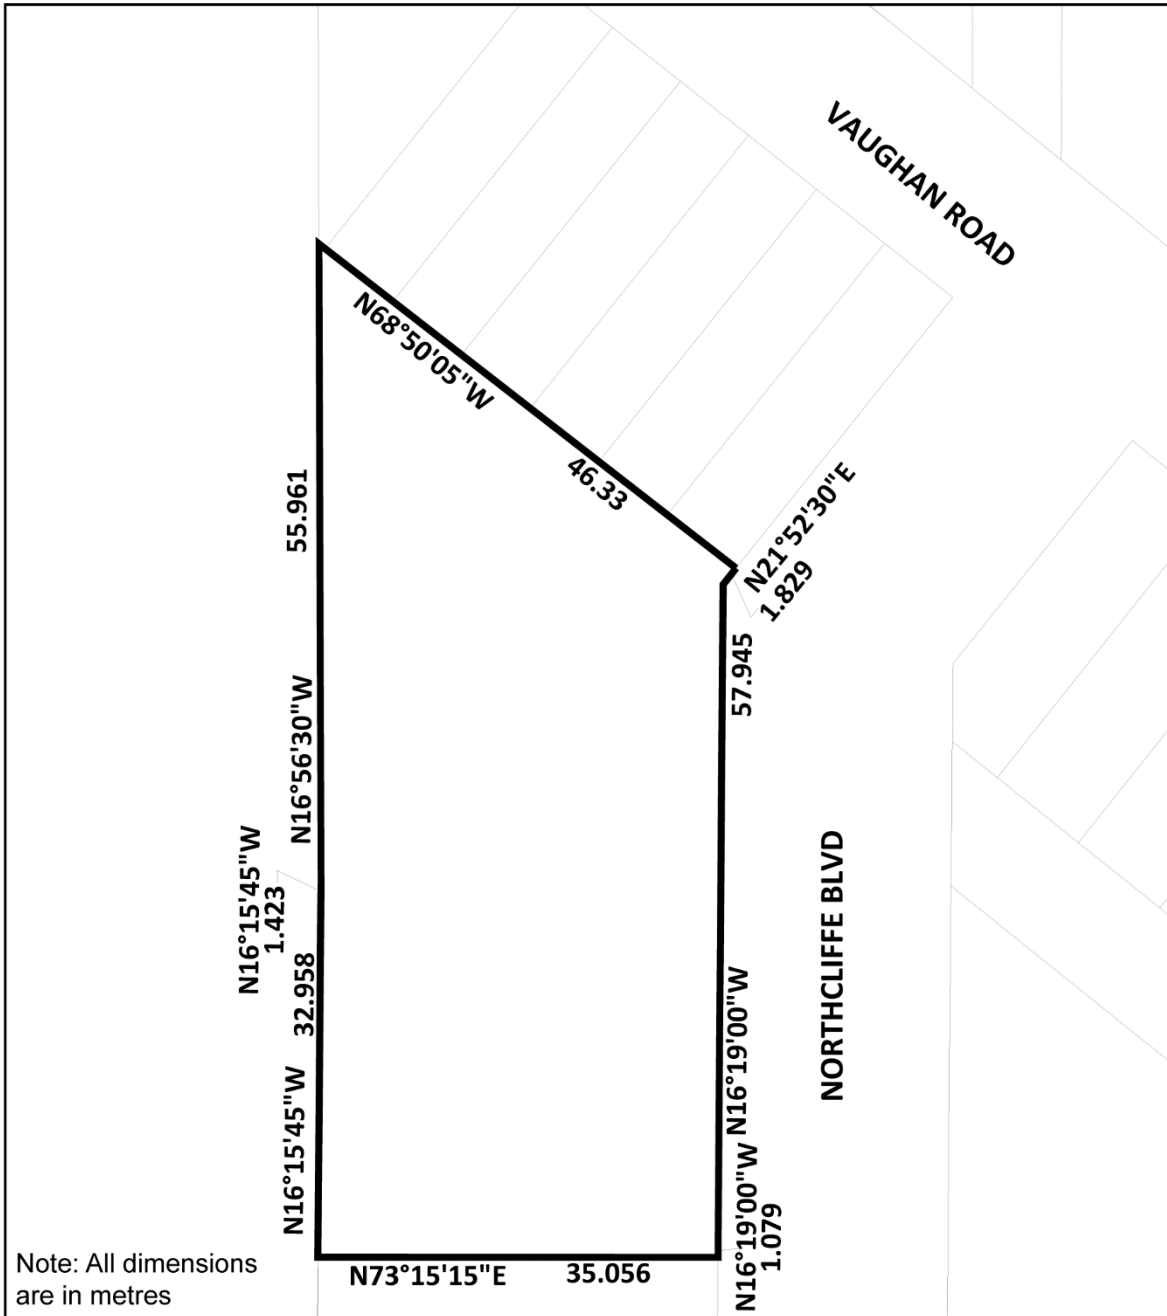 VAUGHAN ROAD
N68°50'05"W
46.33
N21°52'30"E
1.829
55.961
57.945
N16°56'30"W
N16°15'45"W
1.423
32.958
N16°15'45"W
NORTHCLIFFE BLVD
N16°19'00"W
N16°19'00"W
1.079
N73°15'15"E 35.056
Note: All dimensions
are in metres